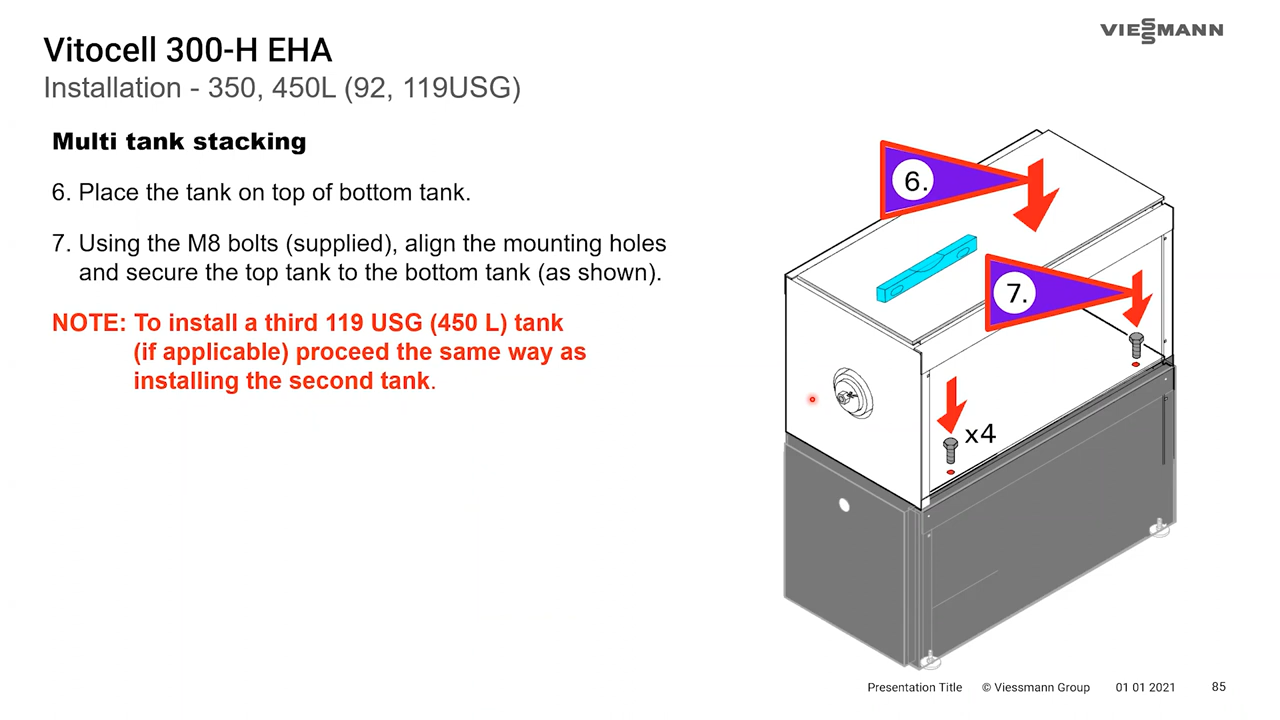 Vitocell 300-H EHA
VIESSMANN
Installation - 350, 450L (92, 119USG)
Multi tank stacking
6. Place the tank on top of bottom tank.
7. Using the M8 bolts (supplied), align the mounting holes
and secure the top tank to the bottom tank (as shown).
NOTE: To install a third 119 USG (450 L) tank
(if applicable) proceed the same way as
installing the second tank.
6.
7.
x4
Presentation Title © Viessmann Group 01 01 2021 85